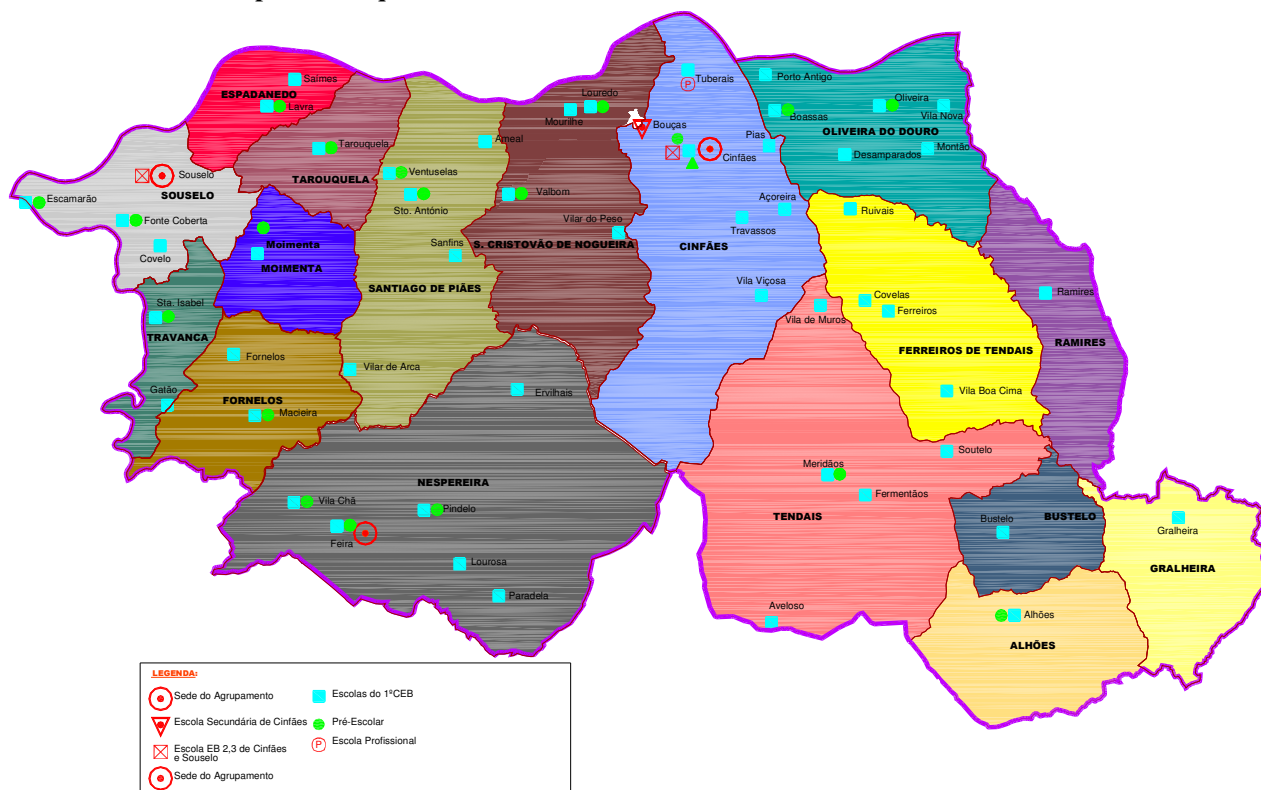 Saímes
ESPADANEDO
Lavra
Tarouquela
TAROUQUELA
Souselo
SOUSELO
Escamarão
Fonte Coberta
Covelo
Moimenta
MOIMENTA
Sta. Isabel
TRAVANCA
Gatão
Fornelos
FORNELOS
Macieira
Ameal
Ventuselas
Sto. António
Sanfins
SANTIAGO DE PIÃES
Vilar de Arca
Louredo
Mourilhe
Valbom
Vilar do Peso
S. CRISTOVÃO DE NOGUEIRA
Tuberais
P
Bouças
Cinfães
Pias
Açoreira
Travassos
CINFÃES
Vila Viçosa
Porto Antigo
Boassas
Oliveira
Vila Nova
OLIVEIRA DO DOURO
Desamparados
Montão
Ruivais
Covelas
Ferreiros
FERREIROS DE TENDAIS
Vila Boa Cima
Ramires
RAMIRES
Vila de Muros
Soutelo
Meridãos
Fermentãos
TENDAIS
Aveloso
Ervilhais
NESPEREIRA
Vila Chã
Pindelo
Feira
Lourosa
Paradela
Bustelo
BUSTELO
Gralheira
GRALHEIRA
Alhões
ALHÕES
LEGENDA:
Sede do Agrupamento
Escola Secundária de Cinfães
Escola EB 2,3 de Cinfães
e Souselo
Sede do Agrupamento
Escolas do 1ºCEB
Pré-Escolar
P
Escola Profissional